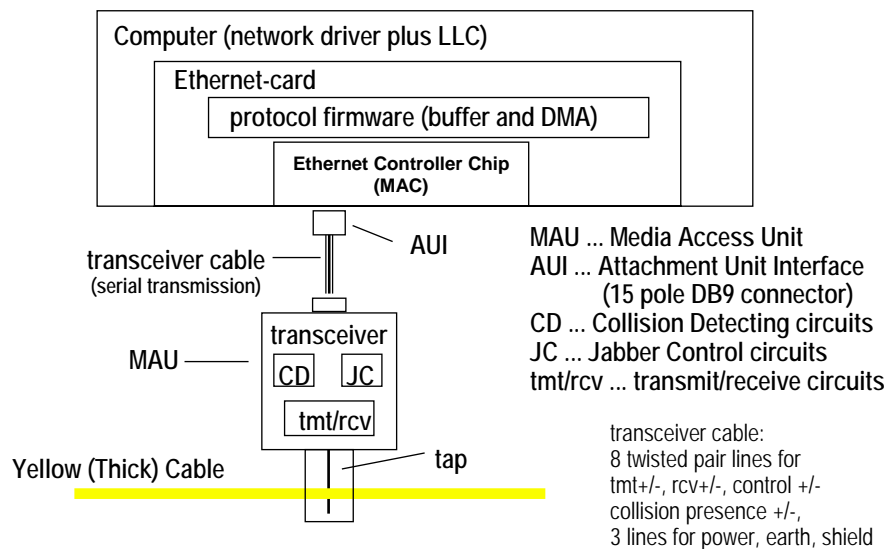 Computer (network driver plus LLC)
Ethernet-card
protocol firmware (buffer and DMA)
Ethernet Controller Chip
(MAC)
AUI
transceiver cable
(serial transmission)
transceiver
MAU
CD
JC
tmt/rcv
tap
Yellow (Thick) Cable
MAU ... Media Access Unit
AUI ... Attachment Unit Interface
(15 pole DB9 connector)
CD ... Collision Detecting circuits
JC ... Jabber Control circuits
tmt/rcv ... transmit/receive circuits
transceiver cable:
8 twisted pair lines for
tmt+/-, rcv+/-, control +/-
collision presence +/-,
3 lines for power, earth, shield